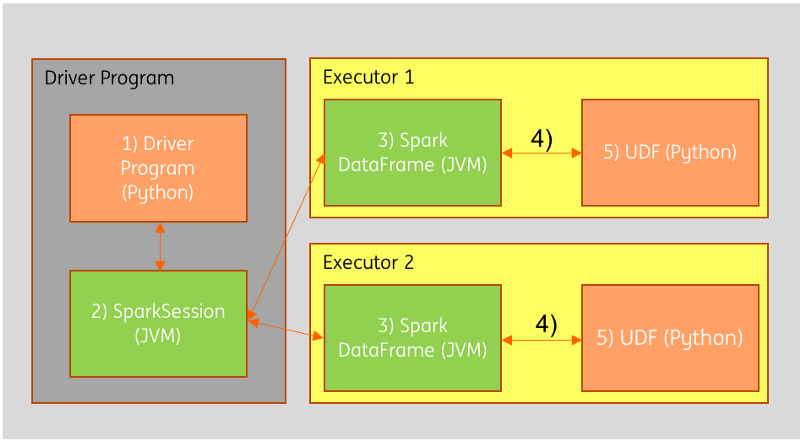 Driver Program
1) Driver
Program
(Python)
2) SparkSession
(JVM)
Executor 1
3) Spark
DataFrame (JVM)
4)
5) UDF (Python)
Executor 2
3) Spark
DataFrame (JVM)
4)
5) UDF (Python)